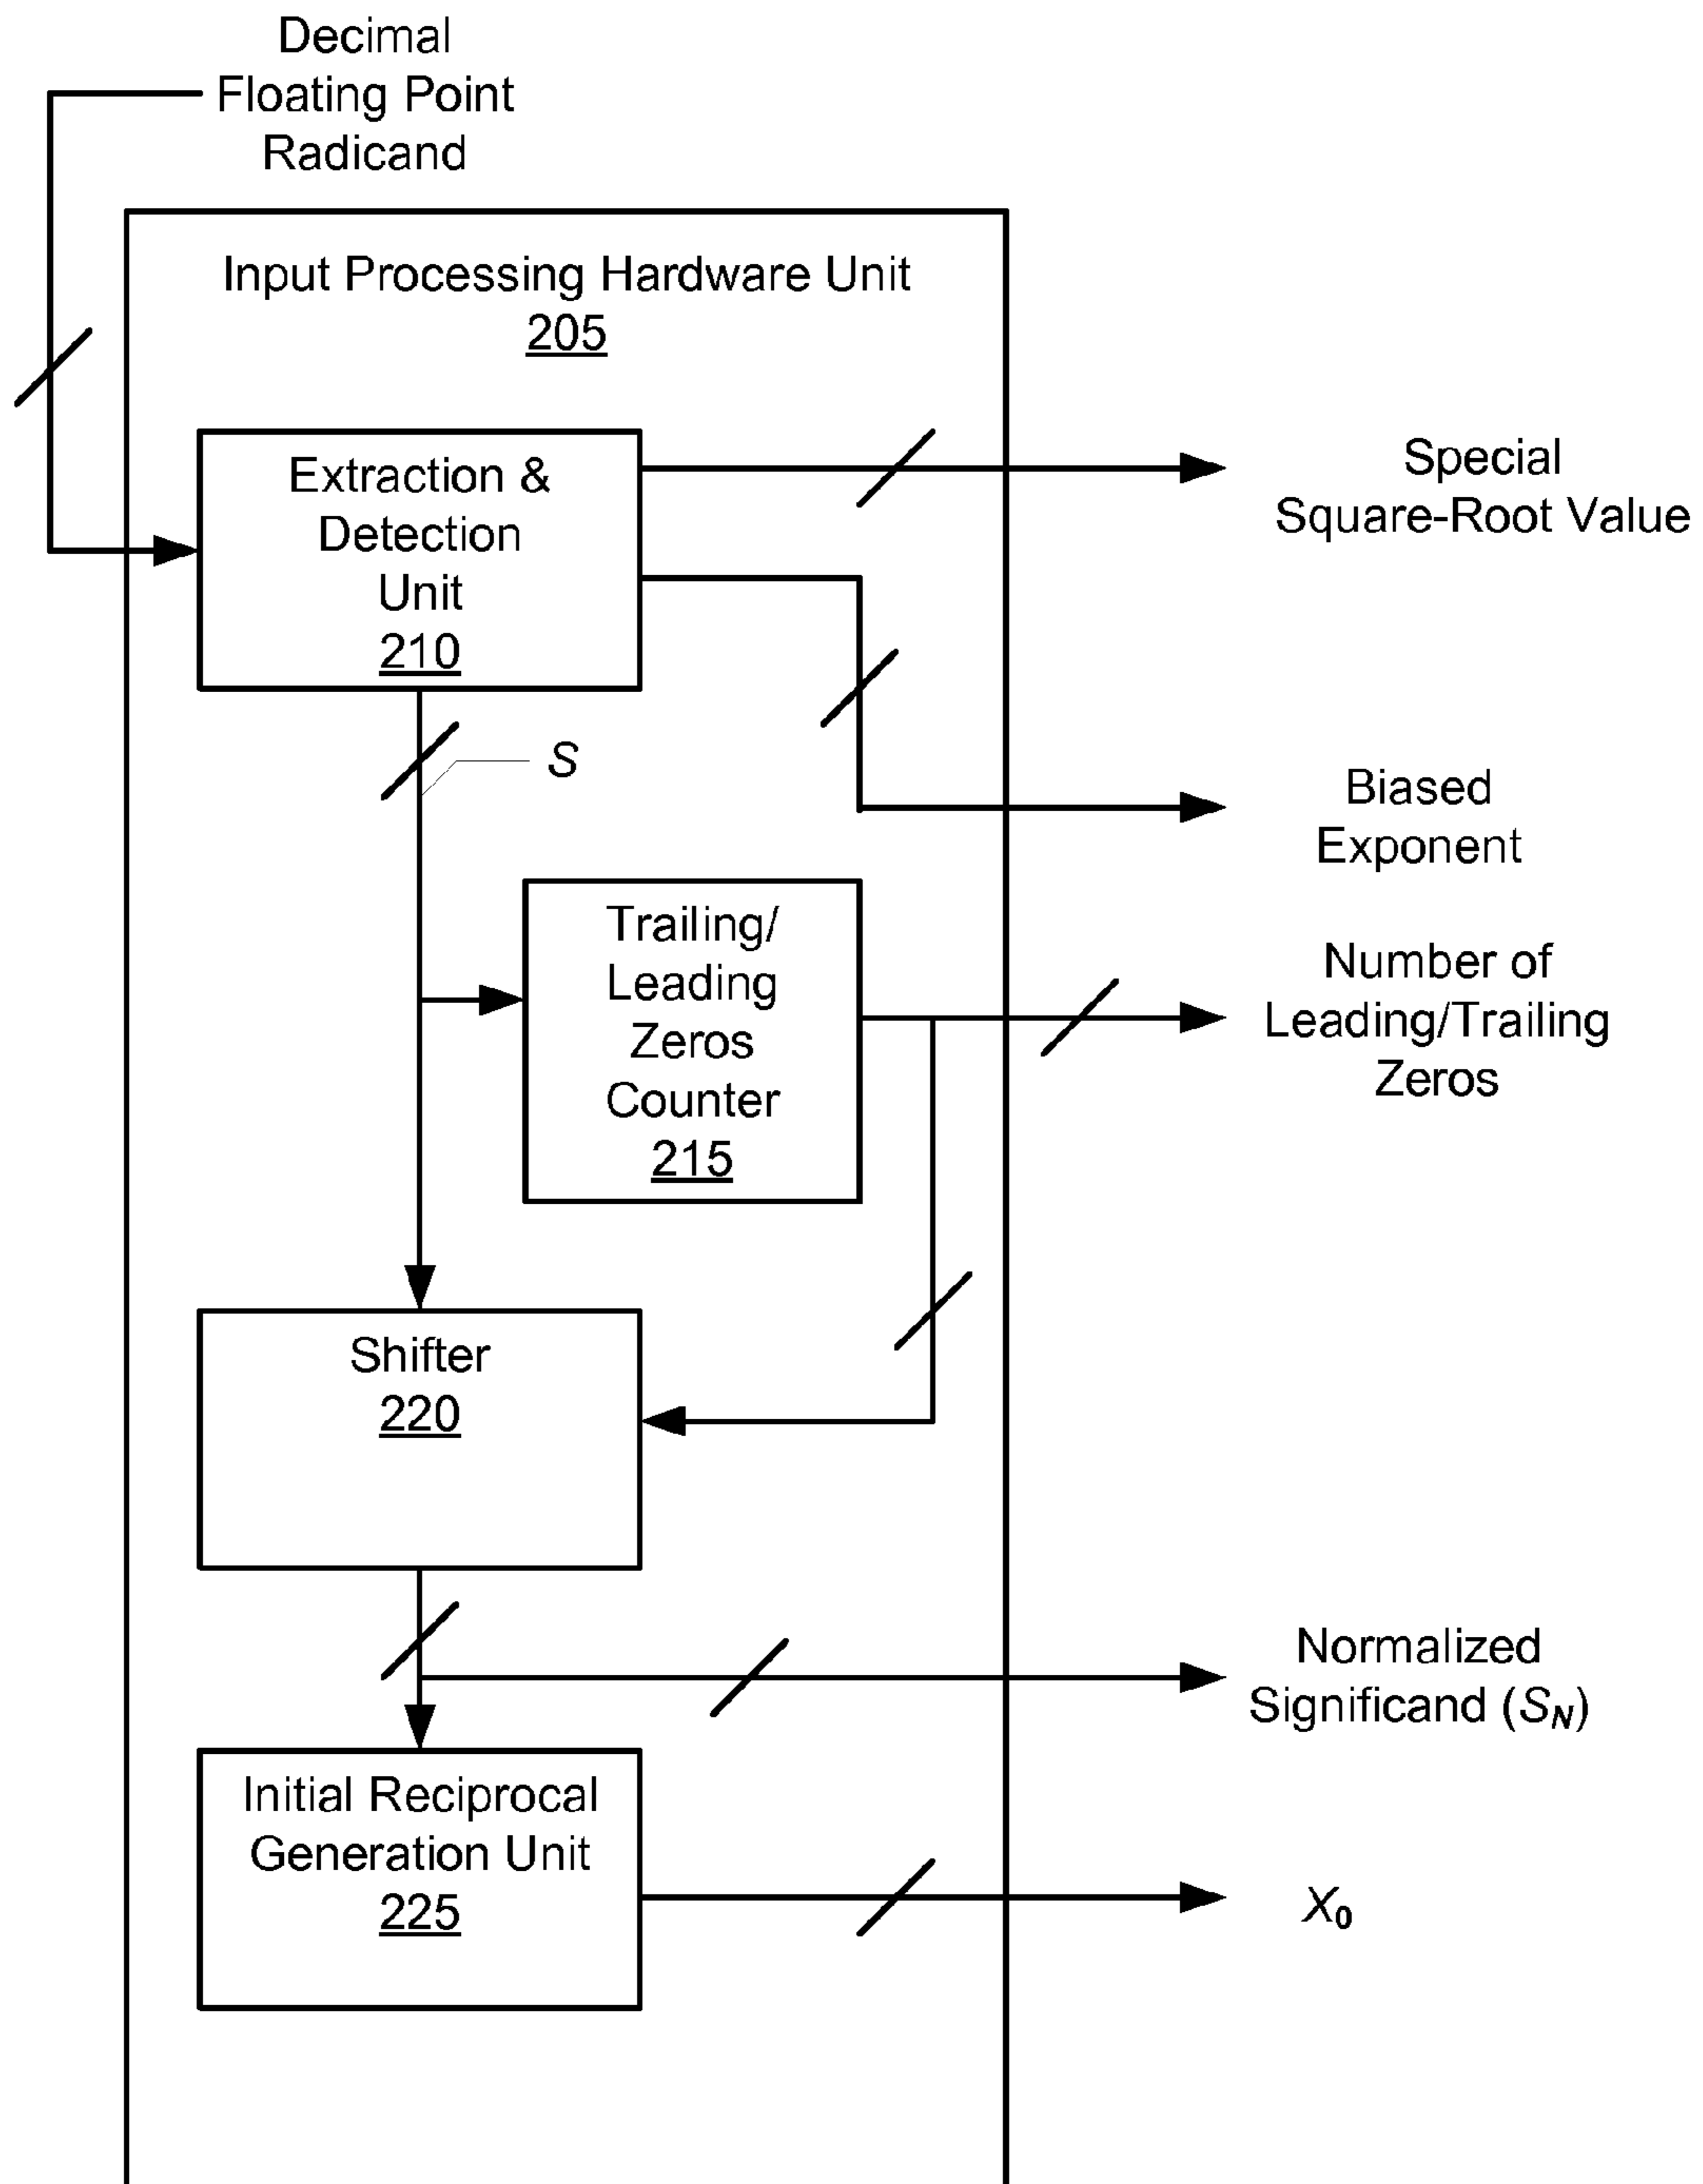 Decimal
Floating Point
Radicand
Input Processing Hardware Unit
205
Extraction &
Detection
Unit
210
Special
Square-Root Value
S
Biased
Exponent
Trailing/
Leading
Zeros
Counter
215
Number of
Leading/Trailing
Zeros
Shifter
220
Normalized
Significand (SN)
Initial Reciprocal
Generation Unit
225
X0